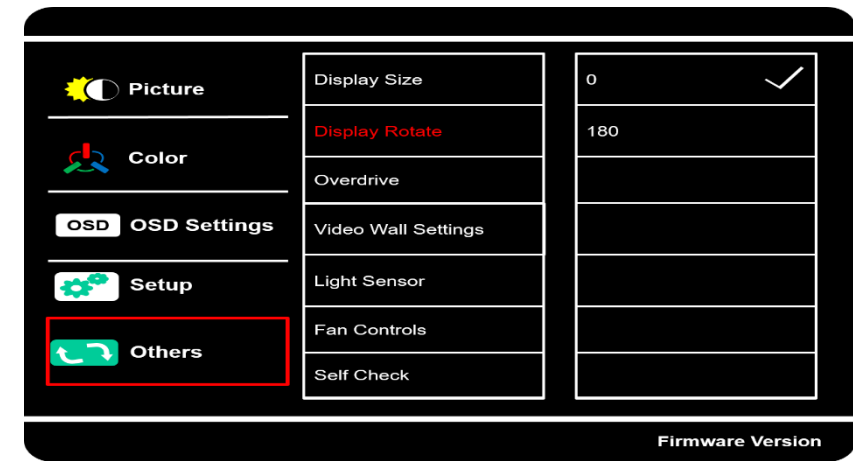 Picture
Color
OSD OSD Settings
Setup
Others
Display Size
Display Rotate
Overdrive
Video Wall Settings
Light Sensor
Fan Controls
Self Check
0
180
Firmware Version